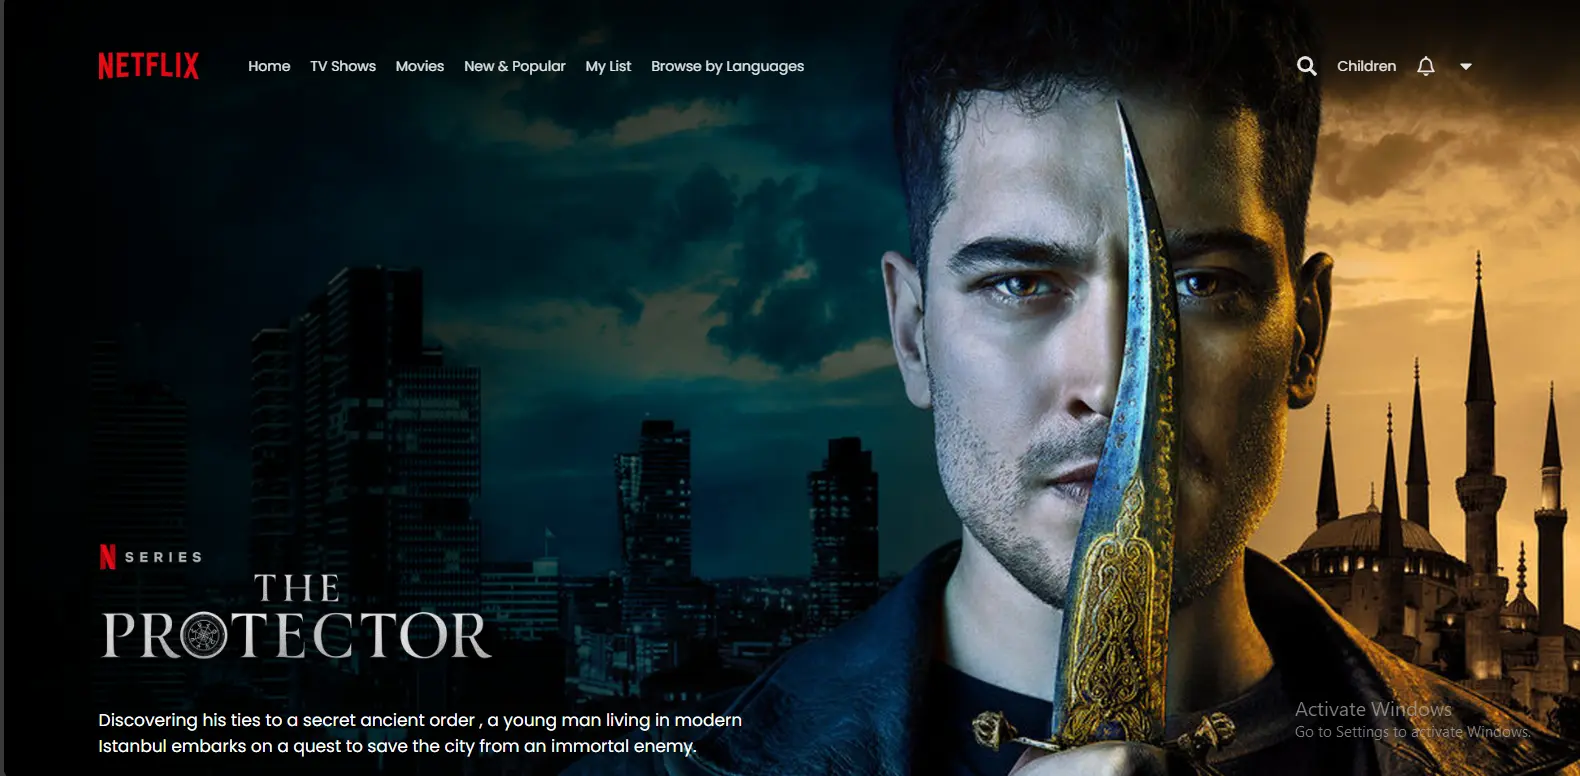 NETFLIX Home TV Shows Movies New & Popular My List Browse by Languages Children
N SERIES
THE
PROTECTOR
Discovering his ties to a secret ancient order , a young man living in modern
Istanbul embarks on a quest to save the city from an immortal enemy.
Activate Windows
Go to Settings to activate Windows.